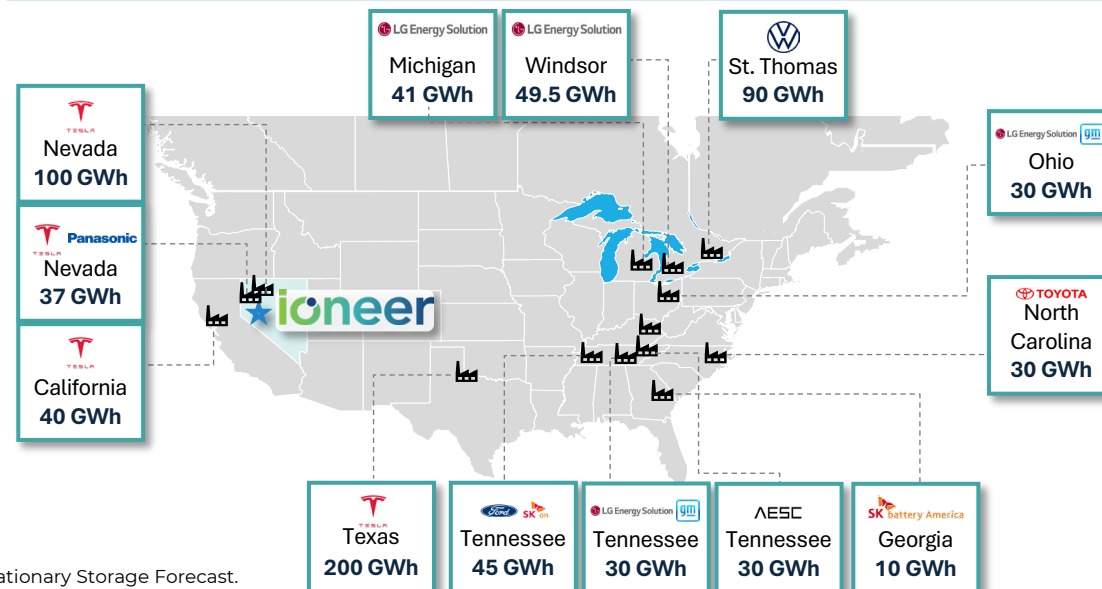 LG Energy Solution
Michigan
41 GWh
LG Energy Solution
Windsor
49.5 GWh
St. Thomas
90 GWh
TESLA
Nevada
100 GWh
LG Energy Solution gm
Ohio
30 GWh
TESLA Panasonic
Nevada
37 GWh
ioneer
TOYOTA
North
Carolina
30 GWh
TESLA
California
40 GWh
TESLA
Texas
200 GWh
Ford SK on
Tennessee
45 GWh
LG Energy Solution gm
Tennessee
30 GWh
AESC
Tennessee
30 GWh
SK battery America
Georgia
10 GWh
ationary Storage Forecast.